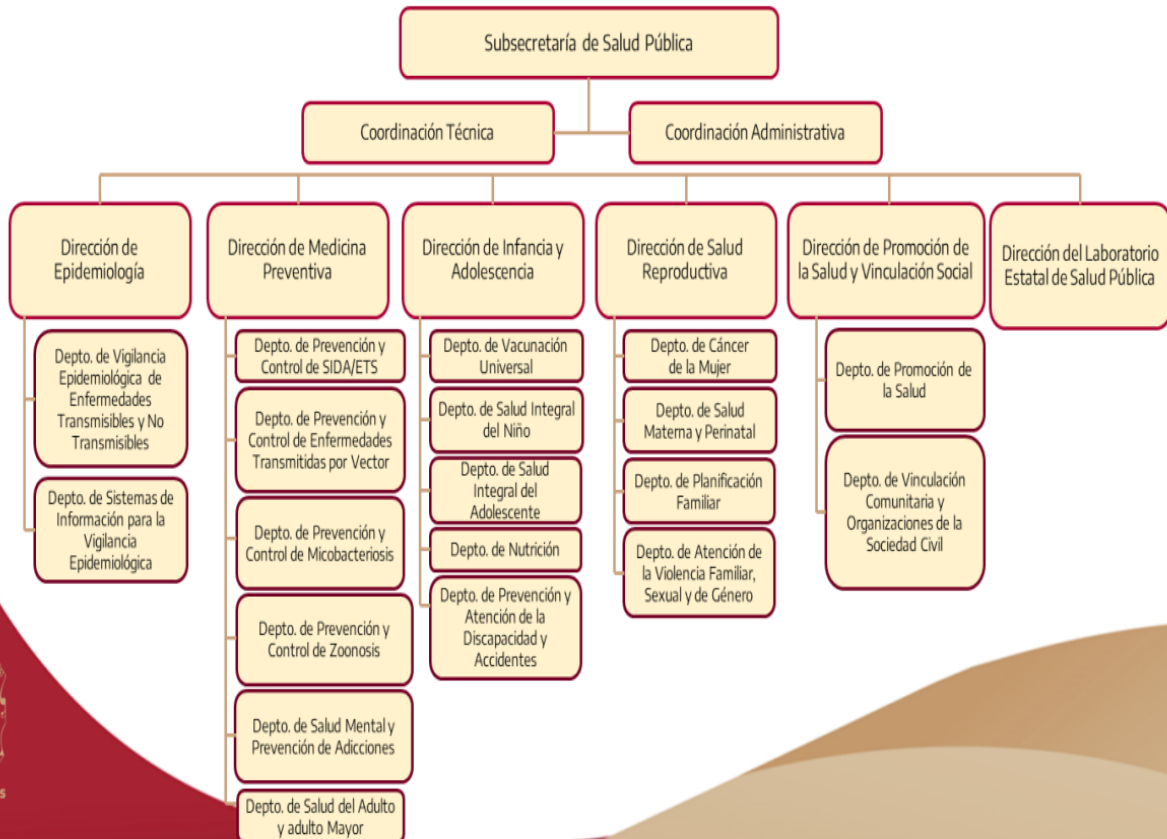 Subsecretaría de Salud Pública
Coordinación Técnica
Coordinación Administrativa
Dirección de
Epidemiología
Dirección de Medicina
Preventiva
Dirección de Infancia y
Adolescencia
Dirección de Salud
Reproductiva
Dirección de Promoción de
la Salud y Vinculación Social
Dirección del Laboratorio
Estatal de Salud Pública
Depto. de Vigilancia
Epidemiológica de
Enfermedades
Transmisibles y No
Transmisibles
Depto. de Sistemas de
Información para la
Vigilancia
Epidemiológica
Depto. de Prevención y
Control de SIDA/ETS
Depto. de Prevención y
Control de Enfermedades
Transmitidas por Vector
Depto. de Prevención y
Control de Micobacteriosis
Depto. de Prevención y
Control de Zoonosis
Depto. de Salud Mental y
Prevención de Adicciones
Depto. de Salud del Adulto
y adulto Mayor
Depto. de Vacunación
Universal
Depto. de Salud Integral
del Niño
Depto. de Salud
Integral del
Adolescente
Depto. de Nutrición
Depto. de Prevención y
Atención de la
Discapacidad y
Accidentes
Depto. de Cáncer
de la Mujer
Depto. de Salud
Materna y Perinatal
Depto. de Planificación
Familiar
Depto. de Atención de
la Violencia Familiar,
Sexual y de Género
Depto. de Promoción de
la Salud
Depto. de Vinculación
Comunitaria y
Organizaciones de la
Sociedad Civil